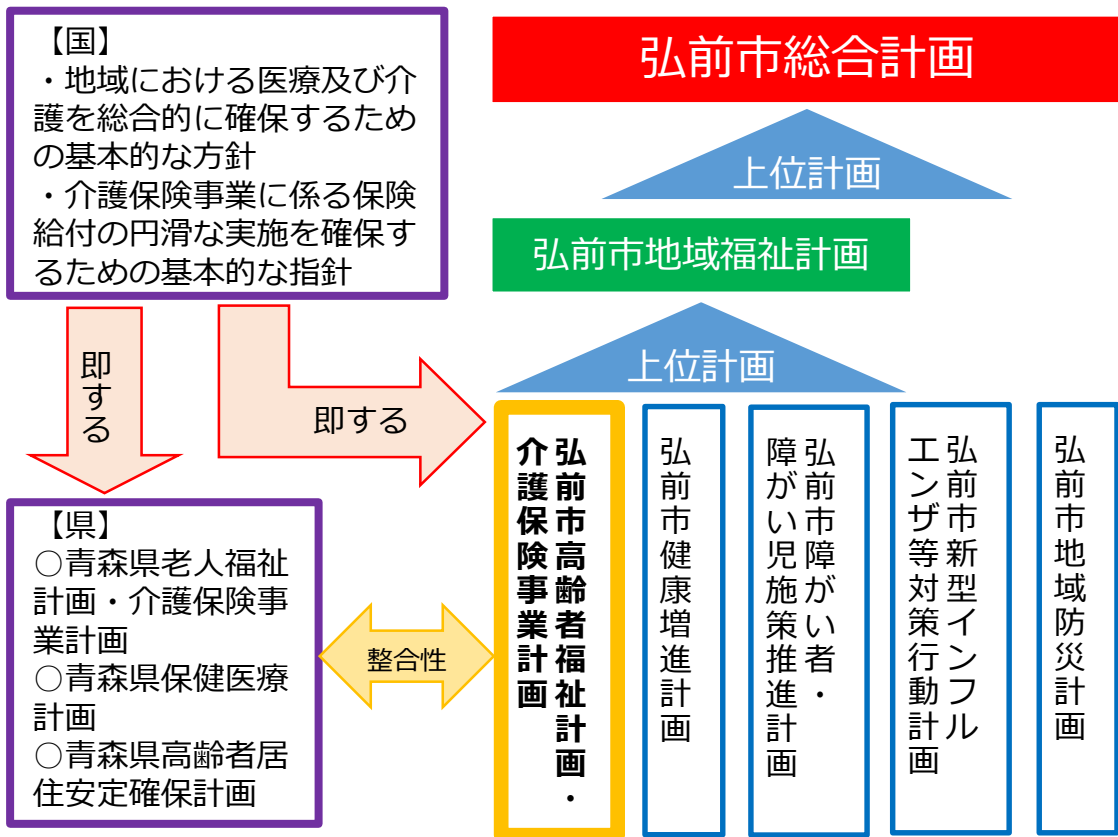 【国】
・地域における医療及び介
護を総合的に確保するため
の基本的な方針
・介護保険事業に係る保険
給付の円滑な実施を確保す
るための基本的な指針
弘前市総合計画
上位計画
弘前市地域福祉計画
上位計画
即する
即する
【県】
○青森県老人福祉
計画・介護保険事
業計画
○青森県保健医療
計画
○青森県高齢者居
住安定確保計画
整合性
弘前市高齢者福祉計画・
介護保険事業計画
弘前市健康増進計画
弘前市障がい者・
障がい児施策推進計画
弘前市新型インフル
エンザ等対策行動計画
弘前市地域防災計画